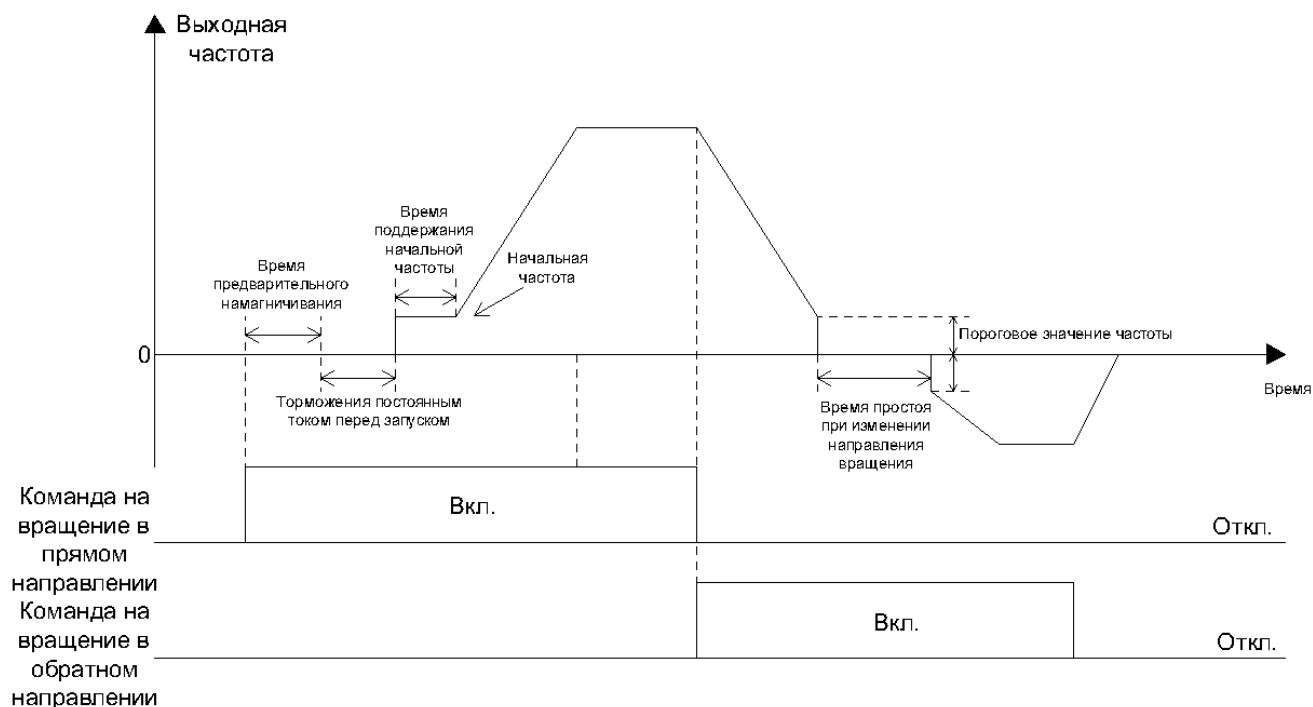 Выходная
частота
Время
поддержания
начальной
частоты
Начальная
частота
Время
предварительного
намагничивания
Пороговое значение частоты
0
Время
Торможения постоянным
током перед запуском
Время простоя
при изменении
направления
вращения
Команда на
вращение в
прямом
направлении
Вкл.
Откл.
Команда на
вращение в
обратном
направлении
Вкл.
Откл.